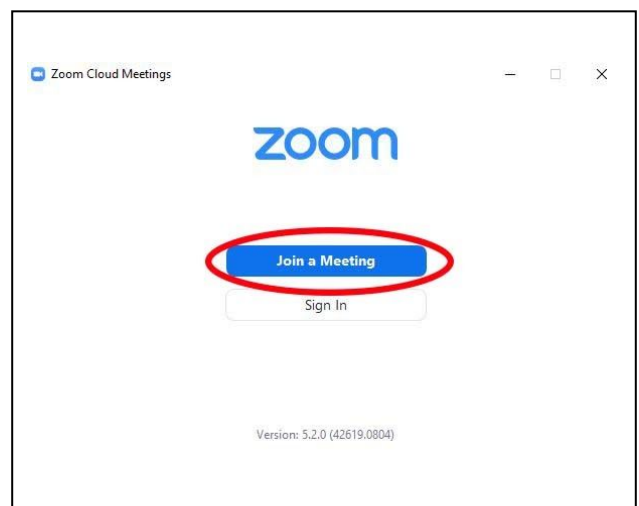 Zoom Cloud Meetings
zoom
Join a Meeting
Sign In
Version: 5.2.0 (42619.0804)